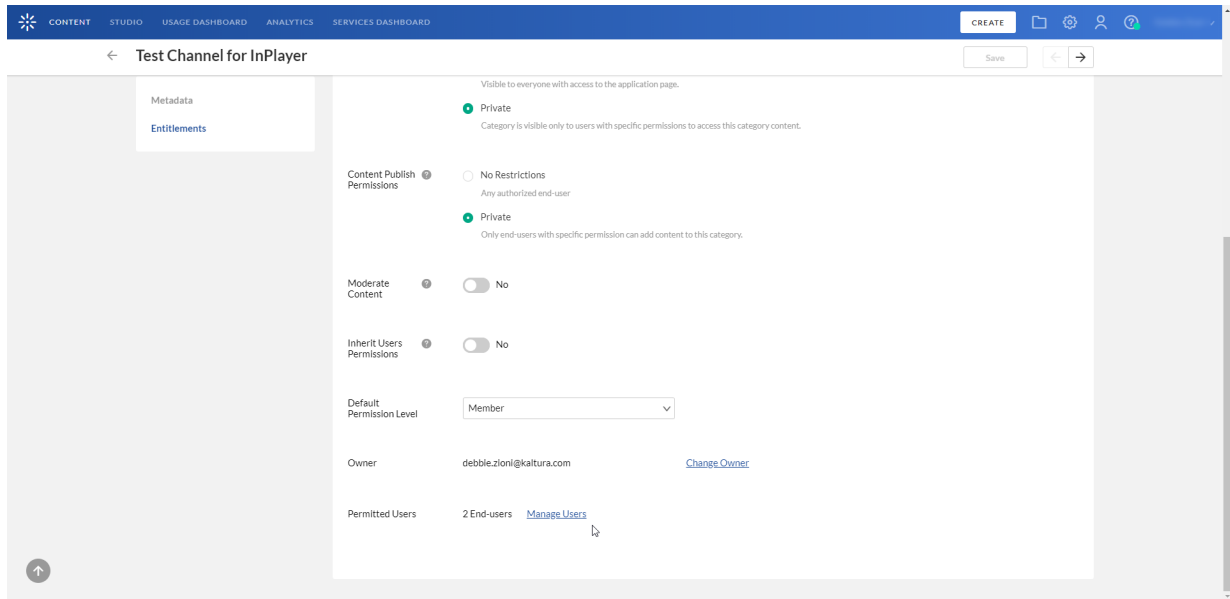 CONTENT STUDIO USAGE DASHBOARD ANALYTICS SERVICES DASHBOARD CREATE
Test Channel for InPlayer Save
Visible to everyone with access to the application page.
Metadata
Private
Category is visible only to users with specific permissions to access this category content.
Entitlements
Content Publish
Permissions
No Restrictions
Any authorized end-user
Private
Only end-users with specific permission can add content to this category.
Moderate
Content
No
Inherit Users
Permissions
No
Default
Permission Level
Member
Owner debbie.zioni@kaltura.com Change Owner
Permitted Users 2 End-users Manage Users